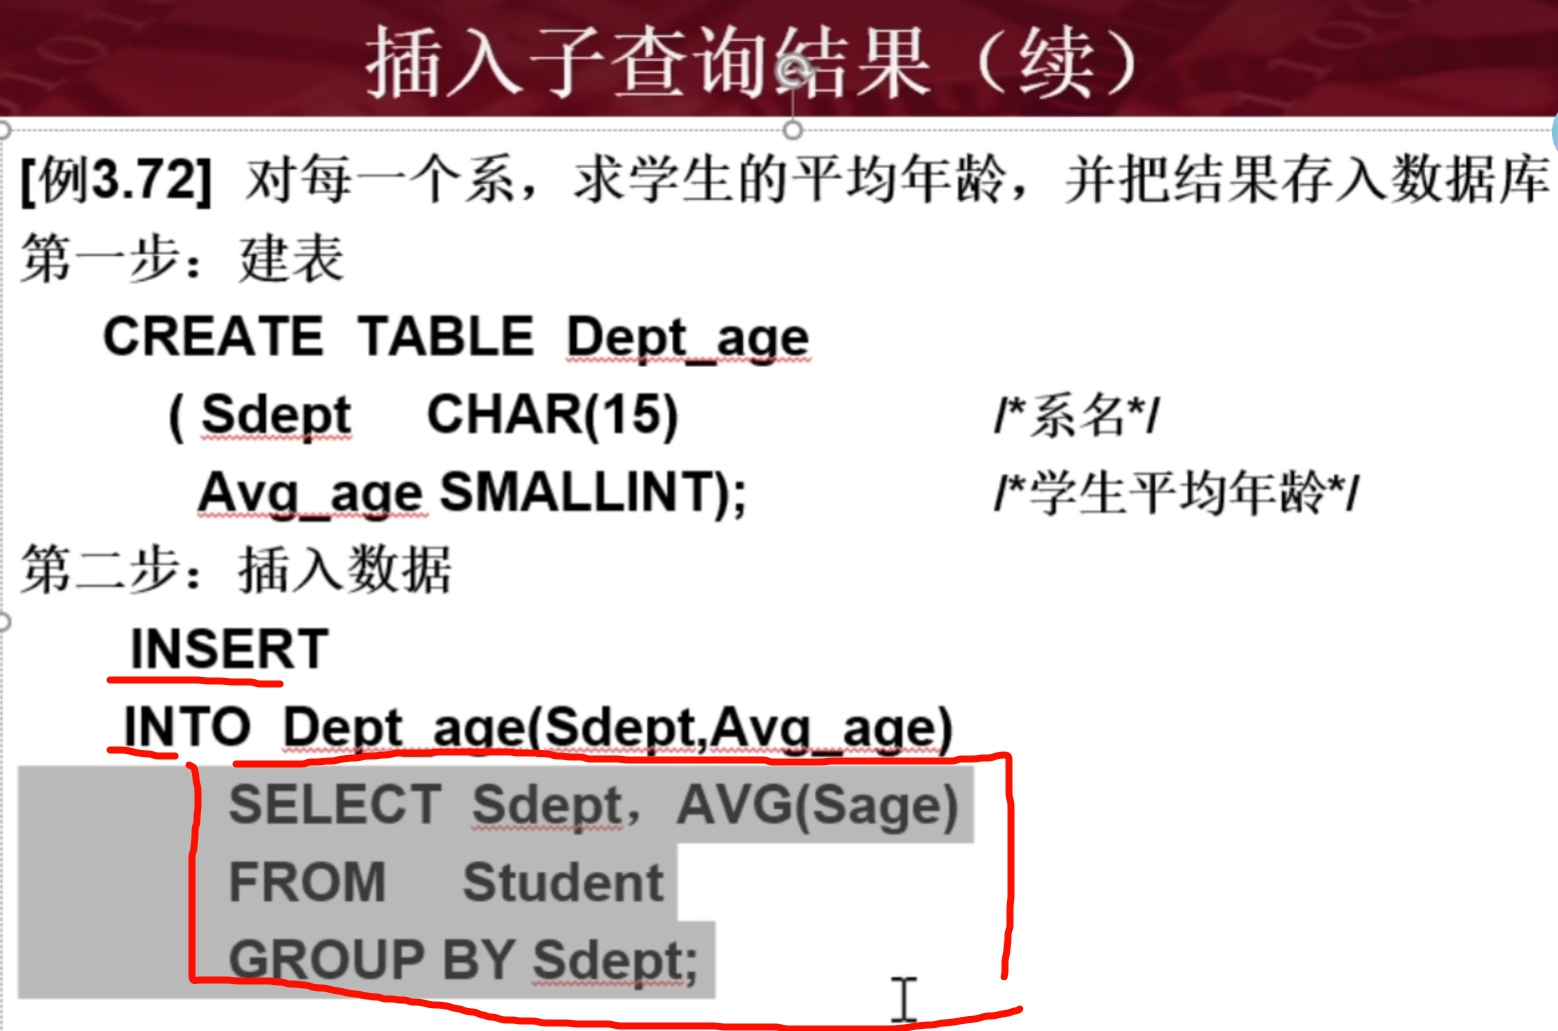 插入子查询结果（续）
[例3.72] 对每一个系，求学生的平均年龄，并把结果存入数据库
第一步：建表
CREATE TABLE Dept_age
( Sdept CHAR(15) /*系名*/
Avg_age SMALLINT); /*学生平均年龄*/
第二步：插入数据
INSERT
INTO Dept_age(Sdept,Avg_age)
SELECT Sdept，AVG(Sage)
FROM Student
GROUP BY Sdept;